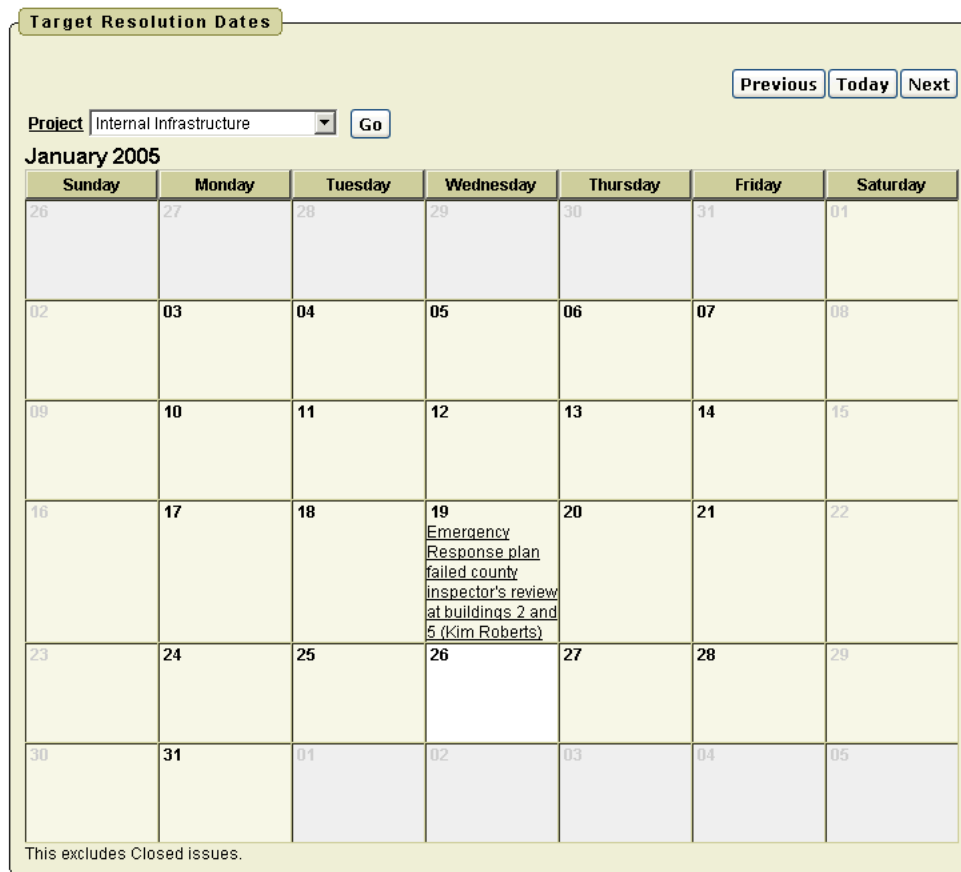 Target Resolution Dates
Previous Today Next
Project Internal Infrastructure Go
January 2005
Sunday Monday Tuesday Wednesday Thursday Friday Saturday
26 27 28 29 30 31 01
02 03 04 05 06 07 08
09 10 11 12 13 14 15
16 17 18 19 20 21 22
Emergency
Response plan
failed county
inspector's review
at buildings 2 and
5 (Kim Roberts)
23 24 25 26 27 28 29
30 31 01 02 03 04 05
This excludes Closed issues.